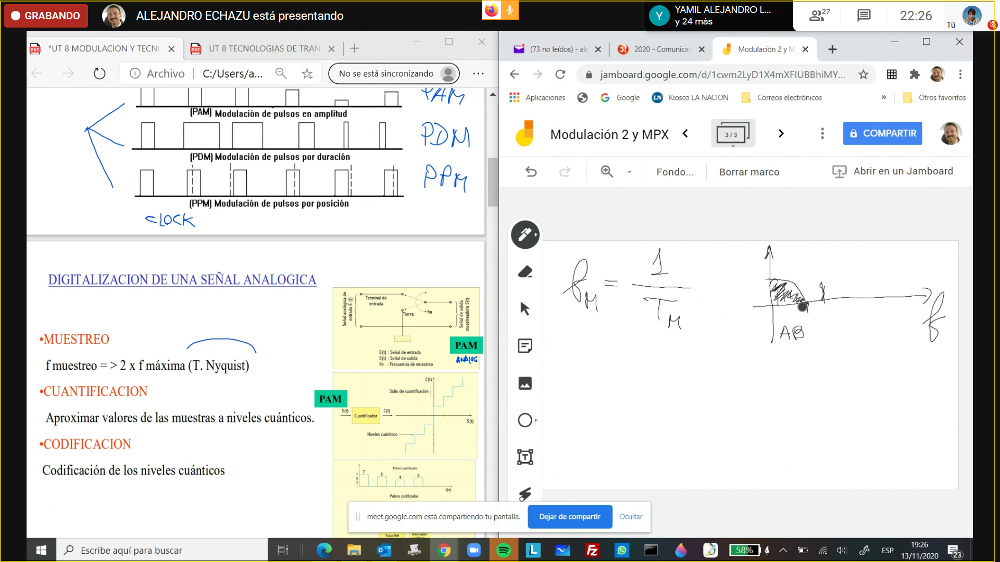 GRABANDO
ALEJANDRO ECHAZU está presentando
Y
YAMIL ALEJANDRO L...
y 24 más
27
22:26
Tú
*UT 8 MODULACION Y TECNO
UT 8 TECNOLOGIAS DE TRAN
Archivo
C:/Users/a...
No se está sincronizando
PAM
(PAM) Modulación de pulsos en amplitud
PDM
(PDM) Modulación de pulsos por duración
PPM
(PPM) Modulación de pulsos por posición
CLOCK
DIGITALIZACION DE UNA SEÑAL ANALOGICA
•MUESTREO
f muestreo = > 2 x f máxima (T. Nyquist)
•CUANTIFICACION
Aproximar valores de las muestras a niveles cuánticos.
•CODIFICACION
Codificación de los niveles cuánticos
Señal analógica de entrada E (t)
Terminal de entrada
Tierra
fm
Señal de salida muestreadora S(t)
E(t) : Señal de entrada
S(t) : Señal de salida
fm : Frecuencia de muestreo
PAM
ANALOG
PAM
C(t)
Salto de cuantificación
S(t)
Cuantificador
C(t)
S(t)
Niveles cuánticos
Pulsos cuantificados
7
5
3
1
7
6
4
5
t(s)
Pulsos codificados
Pulsos PAM
Señal digital
(73 no leídos) - ale
2020 - Comunicac
Modulación 2 y M
jamboard.google.com/d/1cwm2LyD1X4mXFIUBBhiMY...
Aplicaciones
Google
LN
Kiosco LA NACION
Correos electrónicos
»
Otros favoritos
Modulación 2 y MPX
3 / 3
COMPARTIR
Fondo...
Borrar marco
Abrir en un Jamboard
fM = 1
TM
AB
f
meet.google.com está compartiendo tu pantalla.
Dejar de compartir
Ocultar
Escribe aquí para buscar
58%
ESP
19:26
13/11/2020
23